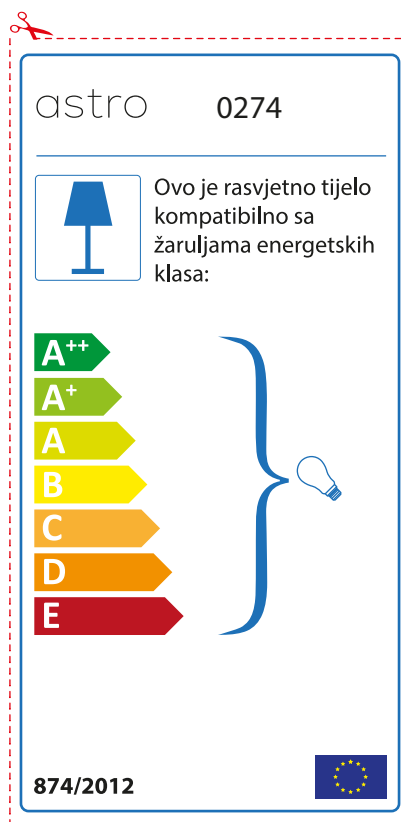 astro 0274
Ovo je rasvjetno tijelo
kompatibilno sa
žaruljama energetskih
klasa:
A++
A+
A
B
C
D
E
874/2012